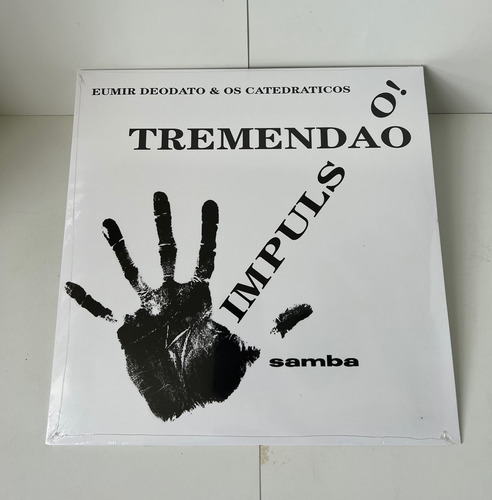 EUMIR DEODATO & OS CATEDRATICOS
TREMENDAO
IMPULSO!
samba